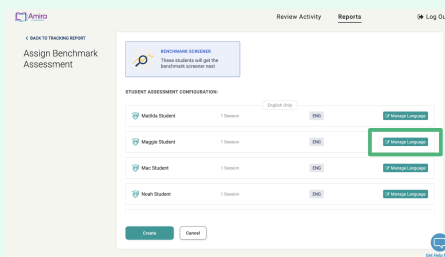 Amira
Review Activity
Reports
Log Ou
< BACK TO TRACKING REPORT
Assign Benchmark
Assessment
BENCHMARK SCREENER
These students will get the
benchmark screener next
STUDENT ASSESSMENT CONFIGURATION:
English Only
Matilda Student 1 Session ENG Manage Language
Maggie Student 1 Session ENG Manage Language
Mac Student 1 Session ENG Manage Language
Noah Student 1 Session ENG Manage Language
Create Cancel
Get Help